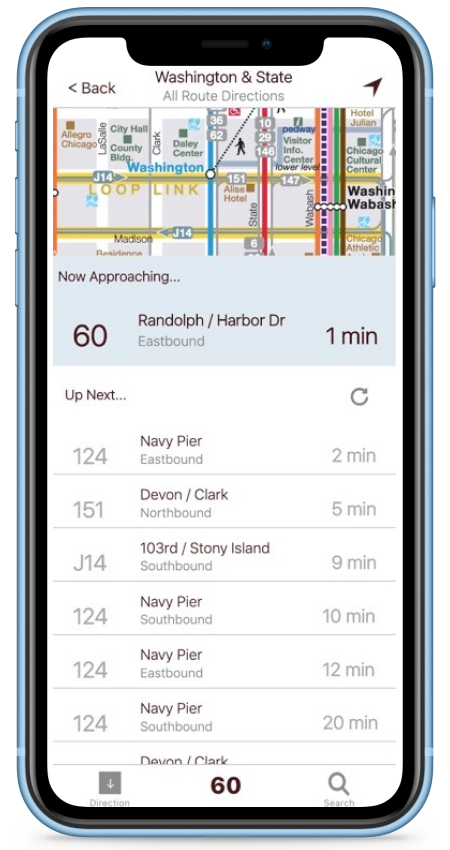 < Back
Washington & State
All Route Directions
36
62
10
29
146
Allegro
Chicago
LaSalle
City Hall
County
Bldg.
Clark
Daley
Center
pedway
Visitor
Info.
Center
lower level
Hotel
Julian
Chicago
Cultural
Center
Washington
J14
151
147
LOOP LINK
Alise
Hotel
State
Wabash
Washin
Wabash
Madison
J14
6
Residence
Chicago
Athletic
Now Approaching...
60
Randolph / Harbor Dr
Eastbound
1 min
Up Next...
124
Navy Pier
Eastbound
2 min
151
Devon / Clark
Northbound
5 min
J14
103rd / Stony Island
Southbound
9 min
124
Navy Pier
Southbound
10 min
124
Navy Pier
Eastbound
12 min
124
Navy Pier
Southbound
20 min
Devon / Clark
Direction
60
Search